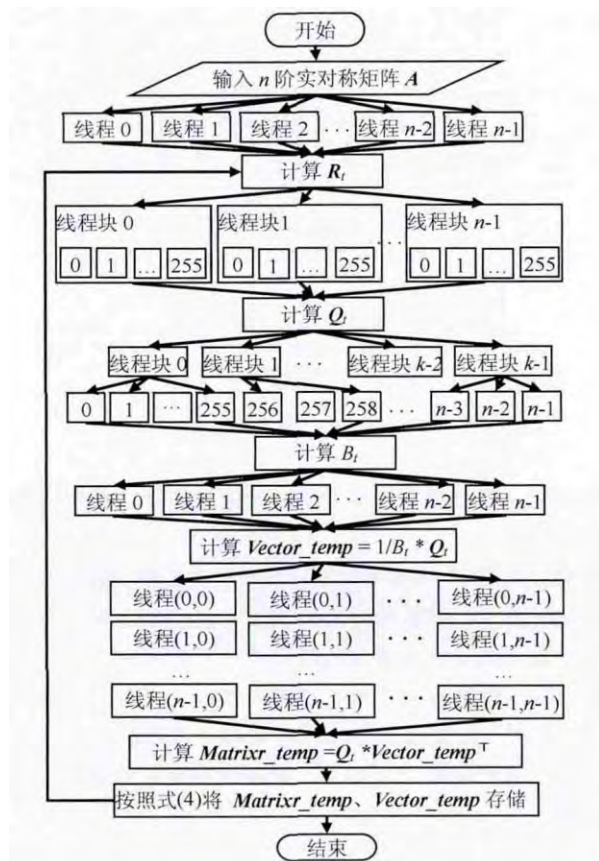 开始
输入 n 阶实对称矩阵 A
线程 0 线程 1 线程 2 ··· 线程 n-2 线程 n-1
计算 Rt
线程块 0 线程块1 ··· 线程块 n-1
0 1 ... 255 0 1 ... 255 0 1 ... 255
计算 Qt
线程块 0 线程块 1 ··· 线程块 k-2 线程块 k-1
0 1 ... 255 256 257 258 ··· n-3 n-2 n-1
计算 Bt
线程 0 线程 1 线程 2 ··· 线程 n-2 线程 n-1
计算 Vector_temp = 1/Bt * Qt
线程(0,0) 线程(0,1) ··· 线程(0,n-1)
线程(1,0) 线程(1,1) ··· 线程(1,n-1)
... ... ...
线程(n-1,0) 线程(n-1,1) ··· 线程(n-1,n-1)
计算 Matrixr_temp =Qt *Vector_temp⊤
按照式(4)将 Matrixr_temp、Vector_temp 存储
结束